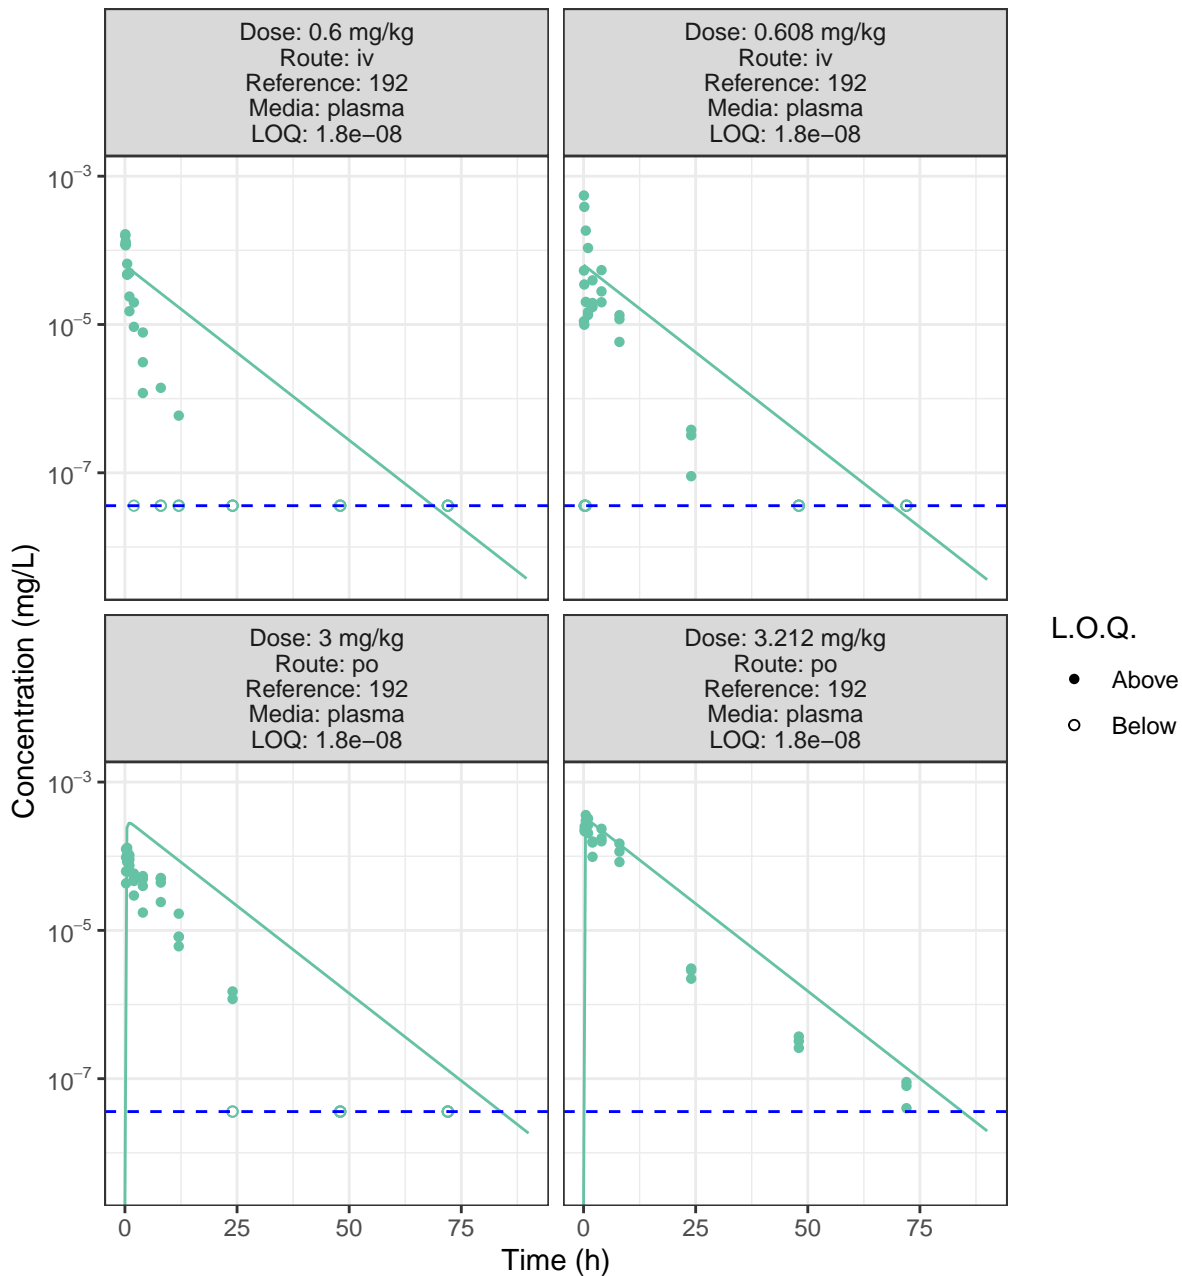 Dose: 0.6 mg/kg
Route: iv
Reference: 192
Media: plasma
LOQ: 1.8e−08
Dose: 0.608 mg/kg
Route: iv
Reference: 192
Media: plasma
LOQ: 1.8e−08
10⁻³
10⁻⁵
10⁻⁷
Dose: 3 mg/kg
Route: po
Reference: 192
Media: plasma
LOQ: 1.8e−08
Dose: 3.212 mg/kg
Route: po
Reference: 192
Media: plasma
LOQ: 1.8e−08
10⁻³
10⁻⁵
10⁻⁷
0 25 50 75
0 25 50 75
Time (h)
Concentration (mg/L)
L.O.Q.
Above
Below